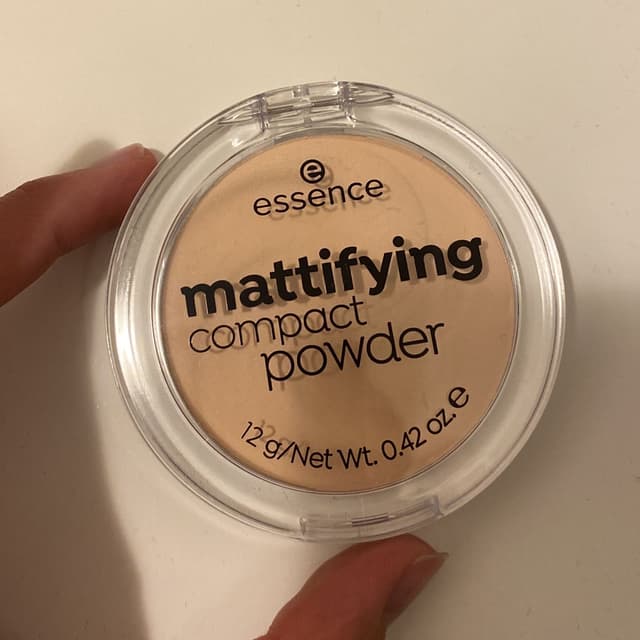 e
essence
mattifying
compact
powder
12 g/Net Wt. 0.42 oz. ℮